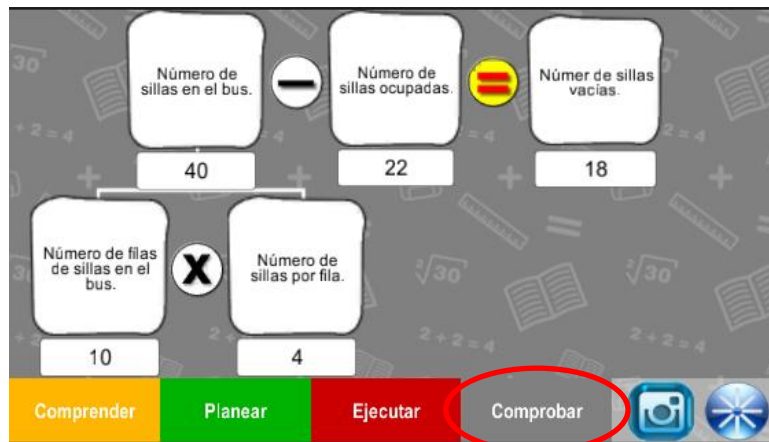 Número de
sillas en el bus.
Número de
sillas ocupadas.
Númer de sillas
vacías.
40
22
18
Número de filas
de sillas en el
bus.
X
Número de
sillas por fila.
10
4
Comprender
Planear
Ejecutar
Comprobar